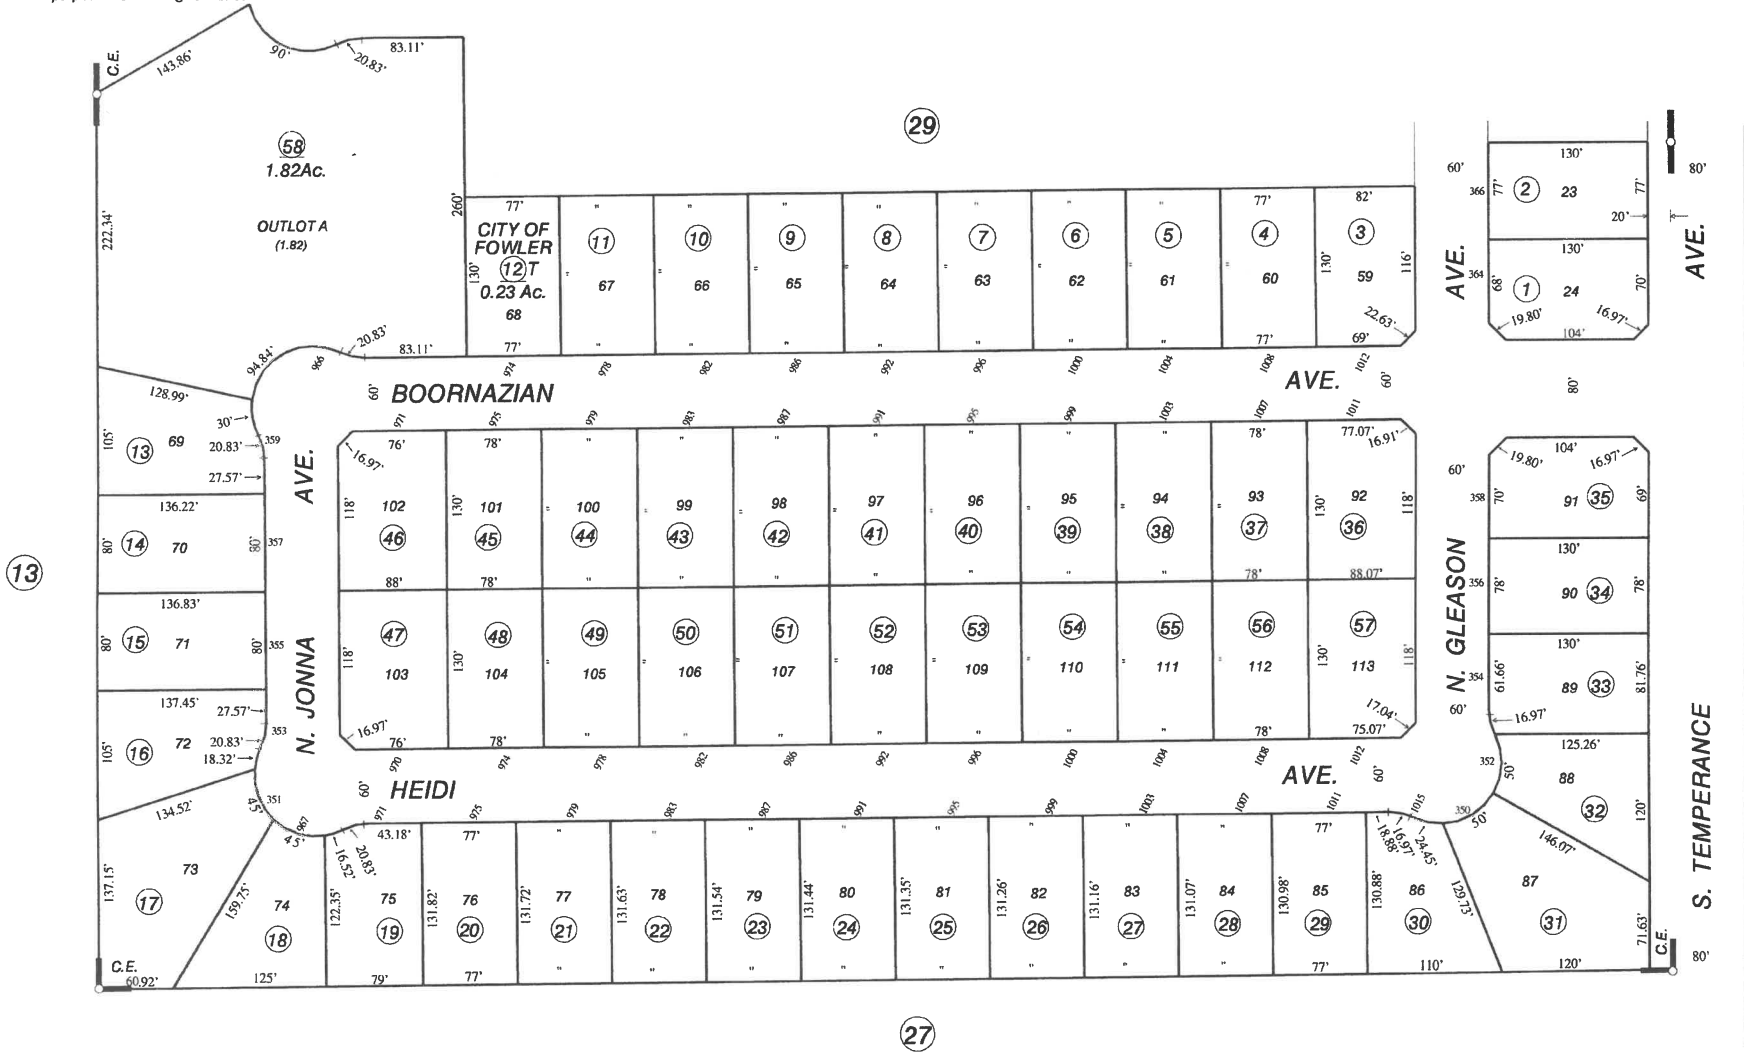 C.E.
143.86'
90'
20.83'
83.11'
29
58
1.82Ac.
OUTLOT A
(1.82)
222.34'
260'
60'
366
77'
130'
2
23
77'
80'
20'
AVE.
77' " " " " " " " 77' 82'
CITY OF
FOWLER
12 T
0.23 Ac.
68
130'
11 10 9 8 7 6 5 4 3
" " " " " " " 130' 116'
67 66 65 64 63 62 61 60 59
22.63'
77' " " " " " " " 77' 69'
AVE.
364
68'
130'
1
24
70'
19.80'
16.97'
104'
94.84'
966
20.83'
83.11'
974 978 982 986 992 996 1000 1004 1008 1012
60'
BOORNAZIAN
AVE.
60'
80'
128.99'
30'
105'
13
69
20.83'
359
27.57'
971 975 979 983 987 991 995 999 1003 1007 1011
AVE.
76' 78' " " " " " " " 78' 77.07'
16.97'
16.91'
118' 130' " " " " " " " 130' 118'
102 101 100 99 98 97 96 95 94 93 92
46 45 44 43 42 41 40 39 38 37 36
88' 78' " " " " " " " 78' 88.07'
60'
358
104'
19.80'
16.97'
70'
91
35
69'
136.22'
13
80'
14
70
80'
357
130'
356
78'
90
34
78'
136.83'
80'
15
71
80'
355
N. JONNA
47 48 49 50 51 52 53 54 55 56 57
118' 130' " " " " " " " 130' 118'
103 104 105 106 107 108 109 110 111 112 113
16.97'
17.04'
76' 78' " " " " " " " 78' 75.07'
N. GLEASON
130'
354
61.66'
89
33
81.76'
60'
16.97'
137.45'
27.57'
353
105'
16
72
20.83'
18.32'
970 974 978 982 986 992 996 1000 1004 1008 1012
60'
HEIDI
AVE.
60'
352
50'
125.26'
88
32
120'
S. TEMPERANCE
134.52'
45'
351
967
45'
971 975 979 983 987 991 995 999 1003 1007 1011 1015
350
50'
146.07'
16.52'
20.83'
43.18' 77' " " " " " " " " 77'
18.88'
16.97'
24.45'
137.15'
73
17
159.75'
74
18
122.35' 131.82' 131.72' 131.63' 131.54' 131.44' 131.35' 131.26' 131.16' 131.07' 130.98' 130.88' 129.73'
75 76 77 78 79 80 81 82 83 84 85 86
19 20 21 22 23 24 25 26 27 28 29 30
87
31
71.63'
C.E.
80'
C.E.
60.92' 125' 79' 77' " " " " " " " " 77' 110' 120'
27